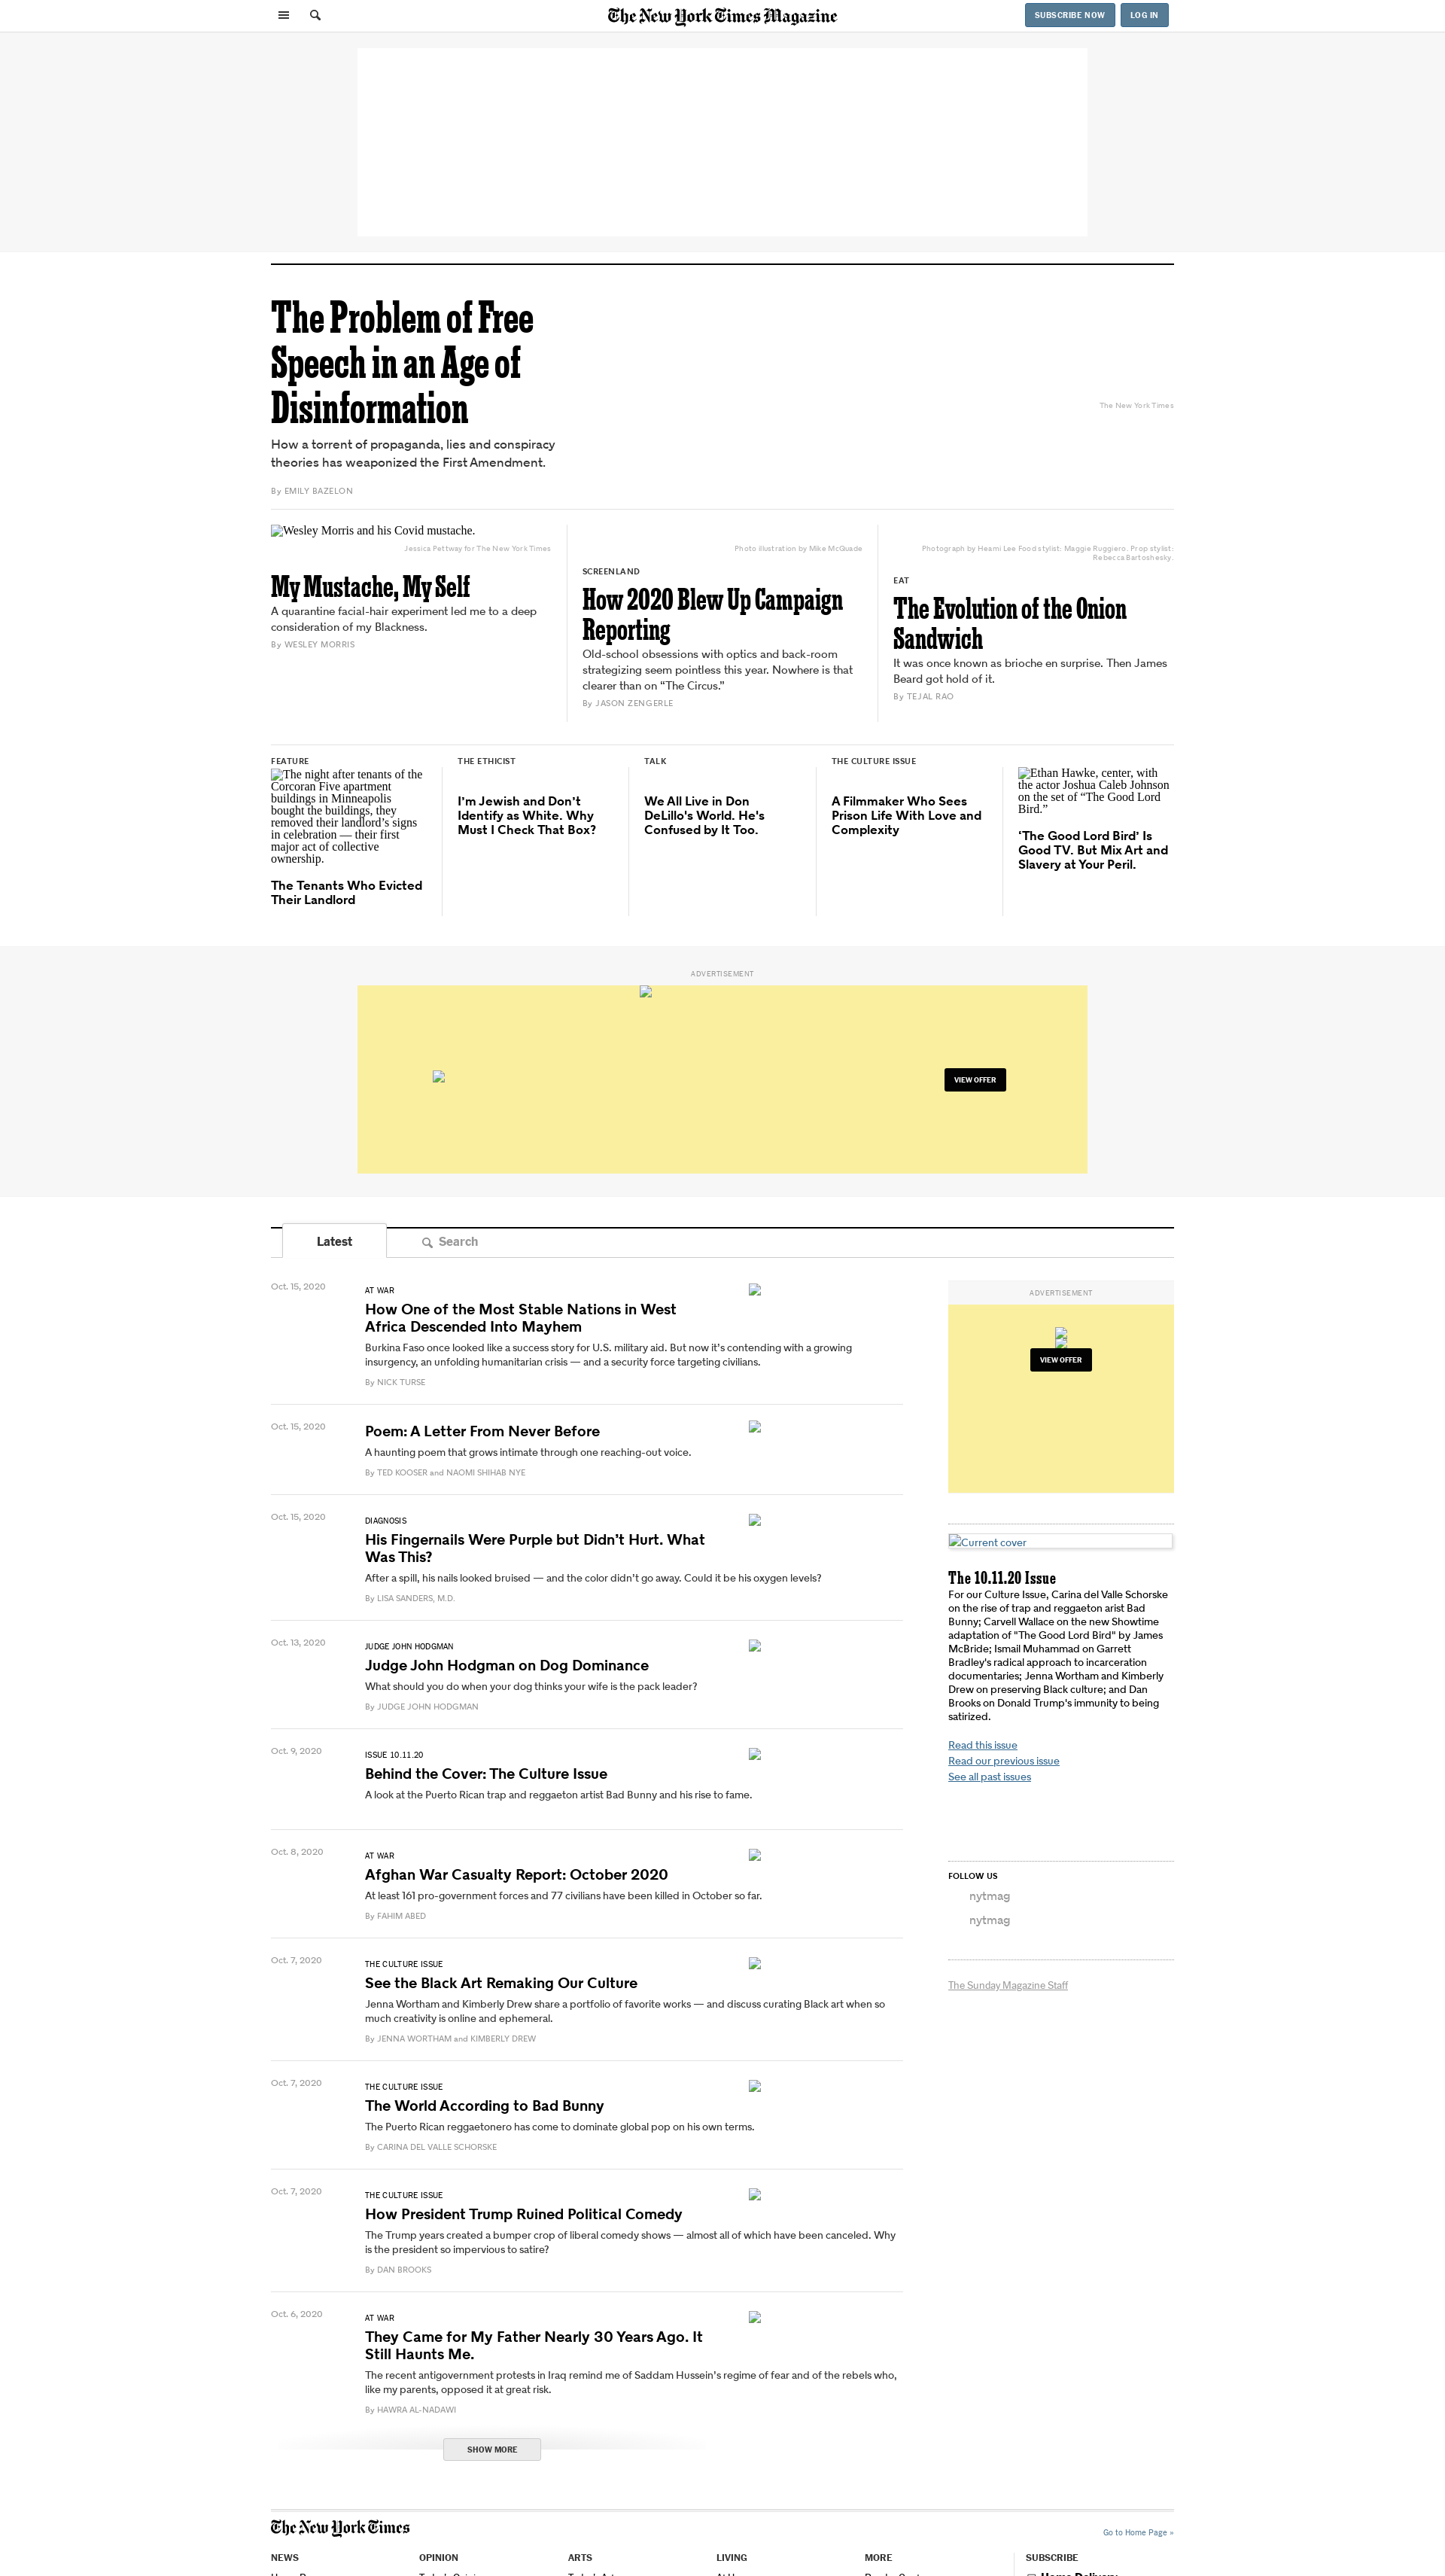 The New York Times Magazine
SUBSCRIBE NOW
LOG IN
The Problem of Free
Speech in an Age of
Disinformation
How a torrent of propaganda, lies and conspiracy
theories has weaponized the First Amendment.
By EMILY BAZELON
The New York Times
Wesley Morris and his Covid mustache.
Jessica Pettway for The New York Times
My Mustache, My Self
A quarantine facial-hair experiment led me to a deep
consideration of my Blackness.
By WESLEY MORRIS
Photo illustration by Mike McQuade
SCREENLAND
How 2020 Blew Up Campaign
Reporting
Old-school obsessions with optics and back-room
strategizing seem pointless this year. Nowhere is that
clearer than on “The Circus.”
By JASON ZENGERLE
Photograph by Heami Lee Food stylist: Maggie Ruggiero. Prop stylist:
Rebecca Bartoshesky.
EAT
The Evolution of the Onion
Sandwich
It was once known as brioche en surprise. Then James
Beard got hold of it.
By TEJAL RAO
FEATURE
The night after tenants of the
Corcoran Five apartment
buildings in Minneapolis
bought the buildings, they
removed their landlord’s signs
in celebration — their first
major act of collective
ownership.
The Tenants Who Evicted
Their Landlord
THE ETHICIST
I’m Jewish and Don’t
Identify as White. Why
Must I Check That Box?
TALK
We All Live in Don
DeLillo's World. He's
Confused by It Too.
THE CULTURE ISSUE
A Filmmaker Who Sees
Prison Life With Love and
Complexity
Ethan Hawke, center, with
the actor Joshua Caleb Johnson
on the set of “The Good Lord
Bird.”
‘The Good Lord Bird’ Is
Good TV. But Mix Art and
Slavery at Your Peril.
ADVERTISEMENT
VIEW OFFER
Latest
Search
Oct. 15, 2020
AT WAR
How One of the Most Stable Nations in West
Africa Descended Into Mayhem
Burkina Faso once looked like a success story for U.S. military aid. But now it’s contending with a growing
insurgency, an unfolding humanitarian crisis — and a security force targeting civilians.
By NICK TURSE
Oct. 15, 2020
Poem: A Letter From Never Before
A haunting poem that grows intimate through one reaching-out voice.
By TED KOOSER and NAOMI SHIHAB NYE
Oct. 15, 2020
DIAGNOSIS
His Fingernails Were Purple but Didn’t Hurt. What
Was This?
After a spill, his nails looked bruised — and the color didn’t go away. Could it be his oxygen levels?
By LISA SANDERS, M.D.
Oct. 13, 2020
JUDGE JOHN HODGMAN
Judge John Hodgman on Dog Dominance
What should you do when your dog thinks your wife is the pack leader?
By JUDGE JOHN HODGMAN
Oct. 9, 2020
ISSUE 10.11.20
Behind the Cover: The Culture Issue
A look at the Puerto Rican trap and reggaeton artist Bad Bunny and his rise to fame.
Oct. 8, 2020
AT WAR
Afghan War Casualty Report: October 2020
At least 161 pro-government forces and 77 civilians have been killed in October so far.
By FAHIM ABED
Oct. 7, 2020
THE CULTURE ISSUE
See the Black Art Remaking Our Culture
Jenna Wortham and Kimberly Drew share a portfolio of favorite works — and discuss curating Black art when so
much creativity is online and ephemeral.
By JENNA WORTHAM and KIMBERLY DREW
Oct. 7, 2020
THE CULTURE ISSUE
The World According to Bad Bunny
The Puerto Rican reggaetonero has come to dominate global pop on his own terms.
By CARINA DEL VALLE SCHORSKE
Oct. 7, 2020
THE CULTURE ISSUE
How President Trump Ruined Political Comedy
The Trump years created a bumper crop of liberal comedy shows — almost all of which have been canceled. Why
is the president so impervious to satire?
By DAN BROOKS
Oct. 6, 2020
AT WAR
They Came for My Father Nearly 30 Years Ago. It
Still Haunts Me.
The recent antigovernment protests in Iraq remind me of Saddam Hussein’s regime of fear and of the rebels who,
like my parents, opposed it at great risk.
By HAWRA AL-NADAWI
SHOW MORE
ADVERTISEMENT
VIEW OFFER
Current cover
The 10.11.20 Issue
For our Culture Issue, Carina del Valle Schorske
on the rise of trap and reggaeton arist Bad
Bunny; Carvell Wallace on the new Showtime
adaptation of "The Good Lord Bird" by James
McBride; Ismail Muhammad on Garrett
Bradley's radical approach to incarceration
documentaries; Jenna Wortham and Kimberly
Drew on preserving Black culture; and Dan
Brooks on Donald Trump's immunity to being
satirized.
Read this issue
Read our previous issue
See all past issues
FOLLOW US
nytmag
nytmag
The Sunday Magazine Staff
The New York Times
Go to Home Page »
NEWS
OPINION
ARTS
LIVING
MORE
SUBSCRIBE